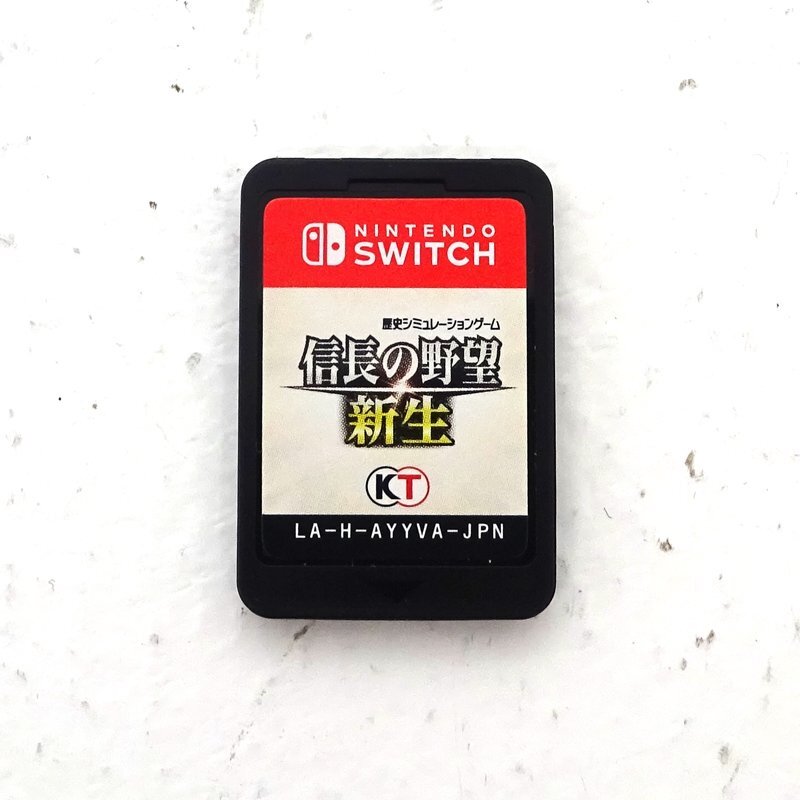 NINTENDO
SWITCH
歴史シミュレーションゲーム
信長の野望
新生
KT
LA-H-AYYVA-JPN